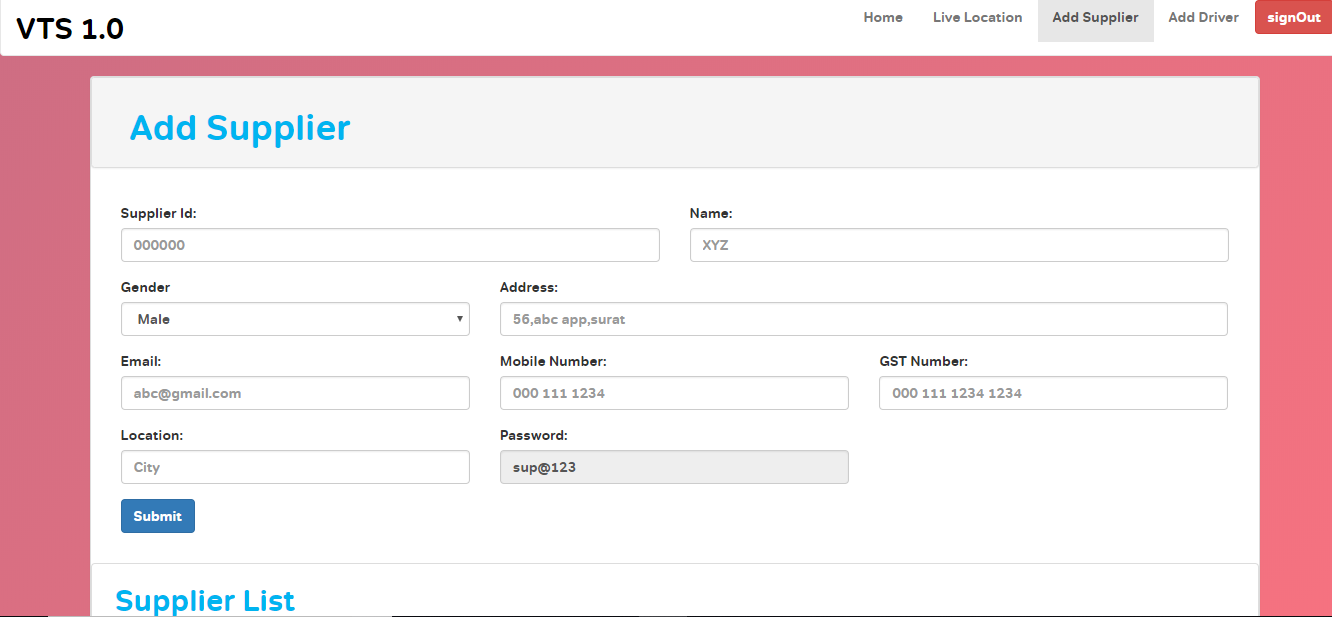 VTS 1.0
Home Live Location Add Supplier Add Driver signOut
Add Supplier
Supplier Id: Name:
000000 XYZ
Gender Address:
Male 56,abc app,surat
Email: Mobile Number: GST Number:
abc@gmail.com 000 111 1234 000 111 1234 1234
Location: Password:
City sup@123
Submit
Supplier List